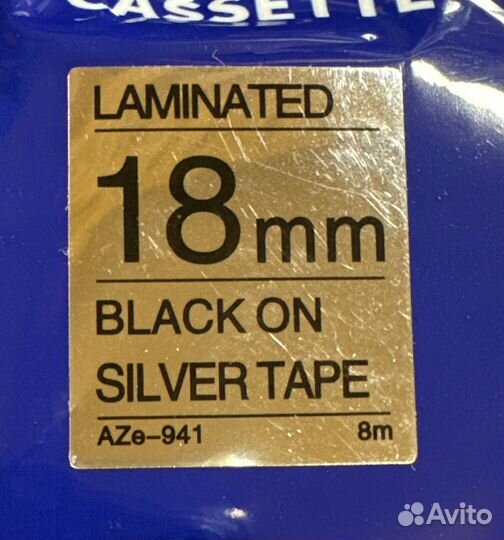 CASSETTE
LAMINATED
18mm
BLACK ON
SILVER TAPE
AZe-941 8m
Avito